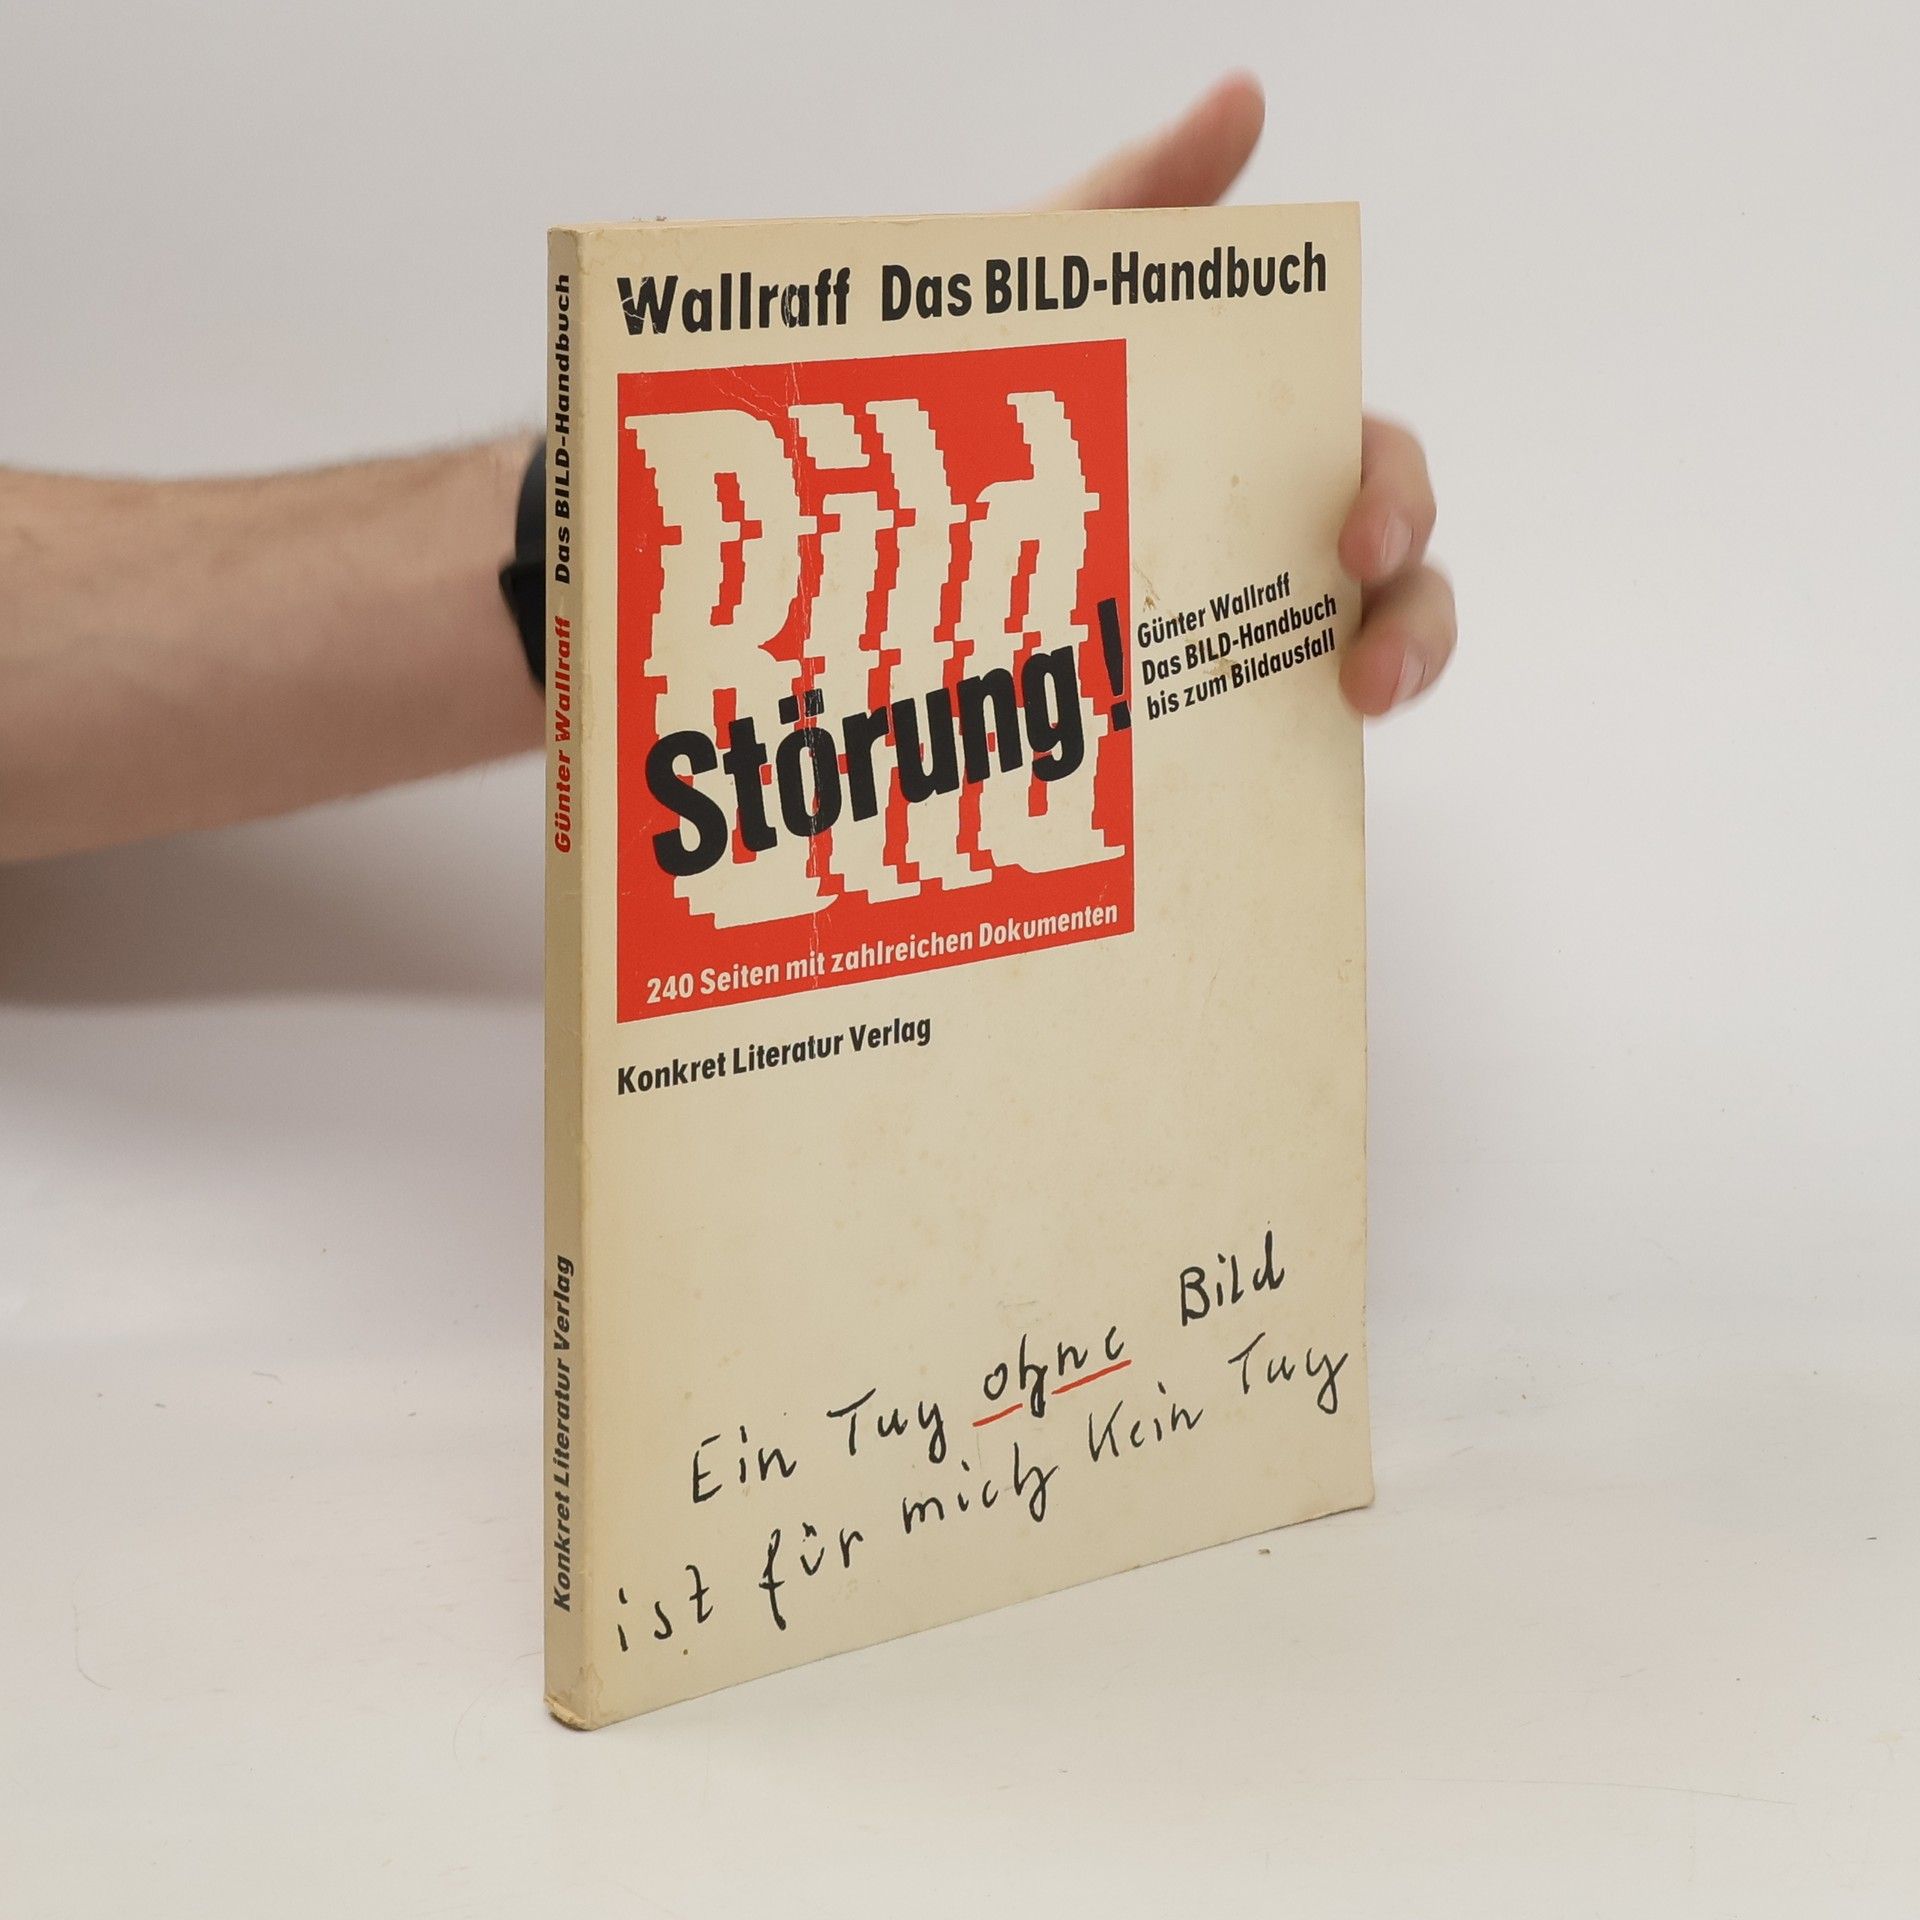 Günter Wallraff Das BILD-Handbuch
Konkret Literatur Verlag
Wallraff Das BILD-Handbuch
Bild
Störung!
240 Seiten mit zahlreichen Dokumenten
Günter Wallraff
Das BILD-Handbuch
bis zum Bildausfall
Konkret Literatur Verlag
Ein Tag ohne Bild
ist für mich kein Tag